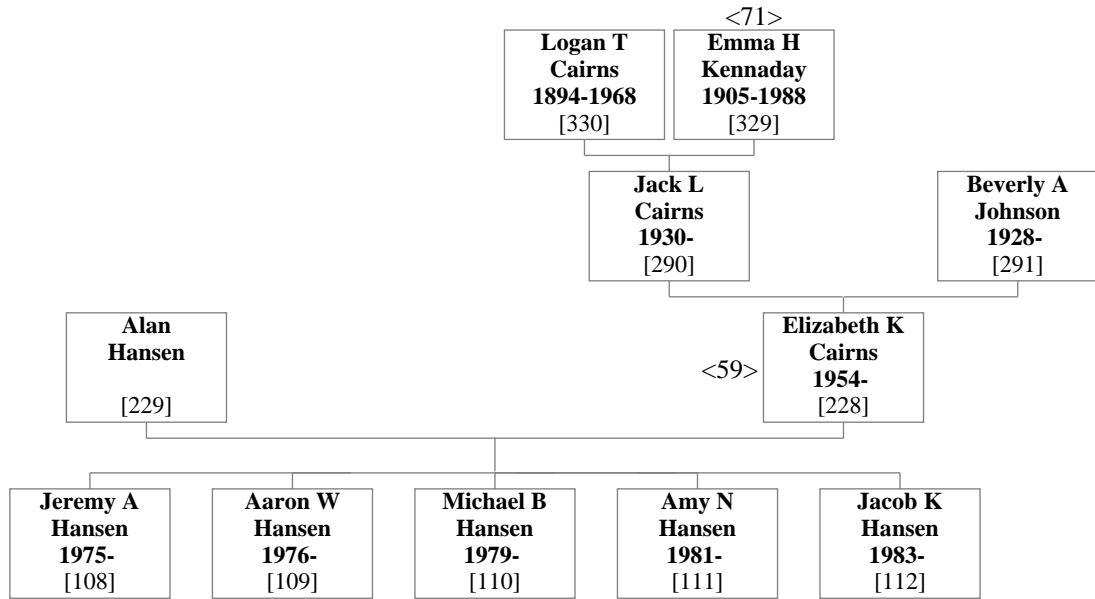 <71>
Logan T
Cairns
1894-1968
[330]
Emma H
Kennaday
1905-1988
[329]
Jack L
Cairns
1930-
[290]
Beverly A
Johnson
1928-
[291]
Alan
Hansen
[229]
<59>
Elizabeth K
Cairns
1954-
[228]
Jeremy A
Hansen
1975-
[108]
Aaron W
Hansen
1976-
[109]
Michael B
Hansen
1979-
[110]
Amy N
Hansen
1981-
[111]
Jacob K
Hansen
1983-
[112]